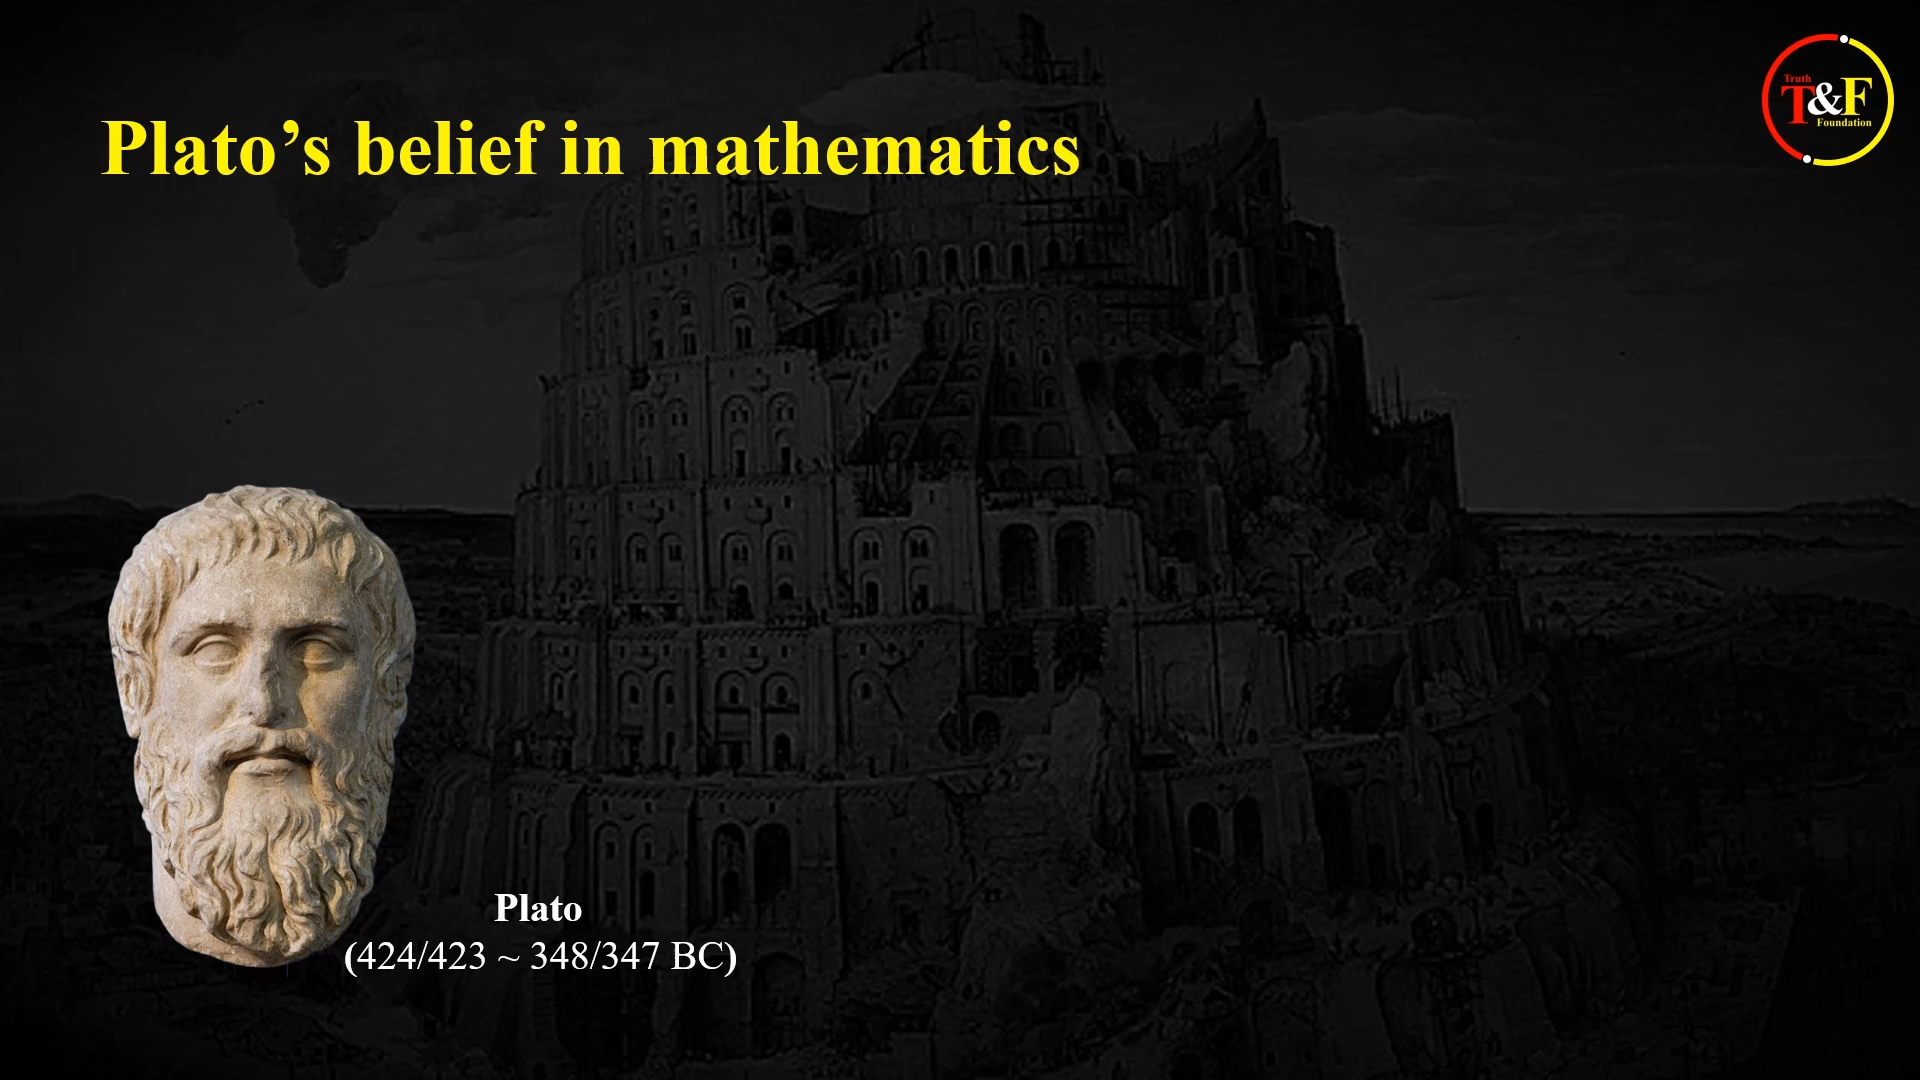 Plato’s belief in mathematics
Truth
T&F
Foundation
Plato
(424/423 ~ 348/347 BC)